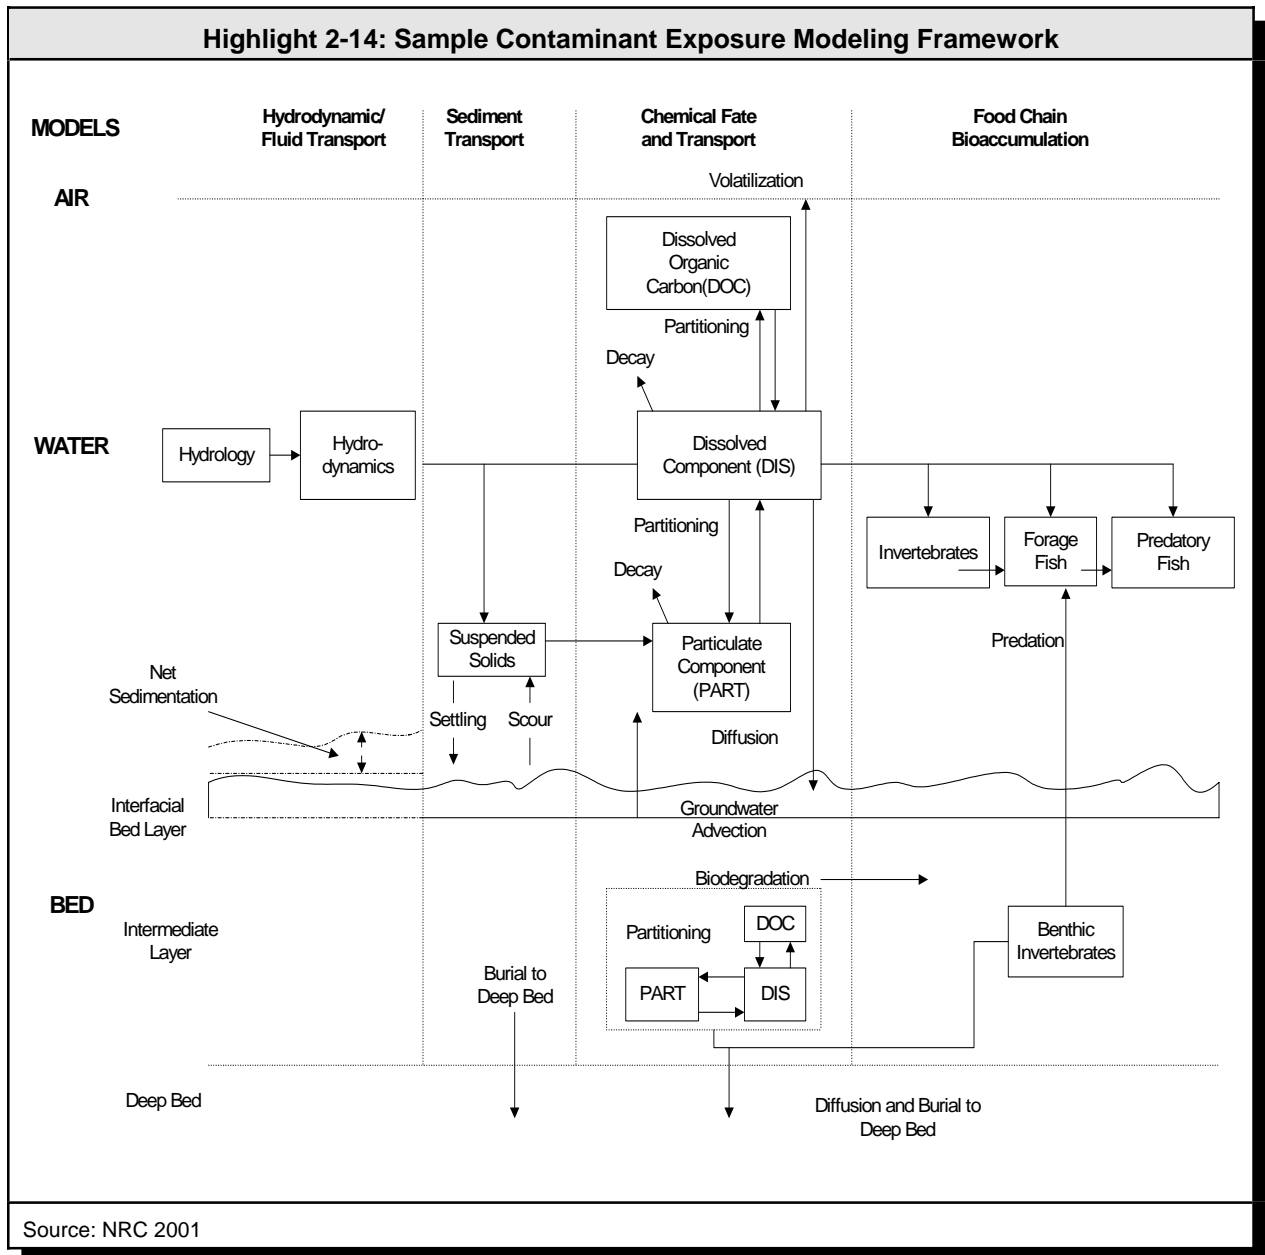 Highlight 2-14: Sample Contaminant Exposure Modeling Framework
MODELS
Hydrodynamic/
Fluid Transport
Sediment
Transport
Chemical Fate
and Transport
Food Chain
Bioaccumulation
AIR
Volatilization
Dissolved
Organic
Carbon(DOC)
Partitioning
Decay
WATER
Hydrology
Hydro-
dynamics
Dissolved
Component (DIS)
Partitioning
Decay
Invertebrates
Forage
Fish
Predatory
Fish
Suspended
Solids
Particulate
Component
(PART)
Predation
Net
Sedimentation
Settling
Scour
Diffusion
Interfacial
Bed Layer
Groundwater
Advection
Biodegradation
BED
Intermediate
Layer
Partitioning
DOC
PART
DIS
Benthic
Invertebrates
Burial to
Deep Bed
Deep Bed
Diffusion and Burial to
Deep Bed
Source: NRC 2001